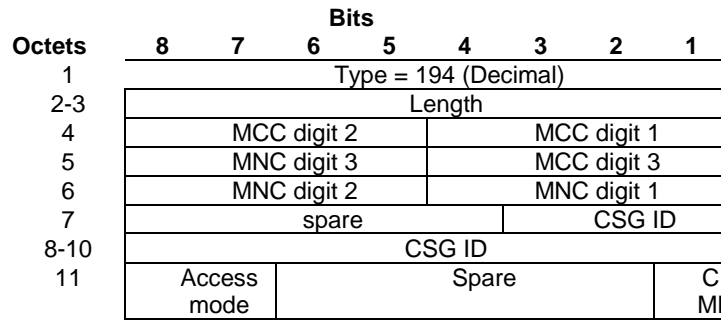 Bits
Octets 8 7 6 5 4 3 2 1
1 Type = 194 (Decimal)
2-3 Length
4 MCC digit 2 MCC digit 1
5 MNC digit 3 MCC digit 3
6 MNC digit 2 MNC digit 1
7 spare CSG ID
8-10 CSG ID
11 Access Spare
mode